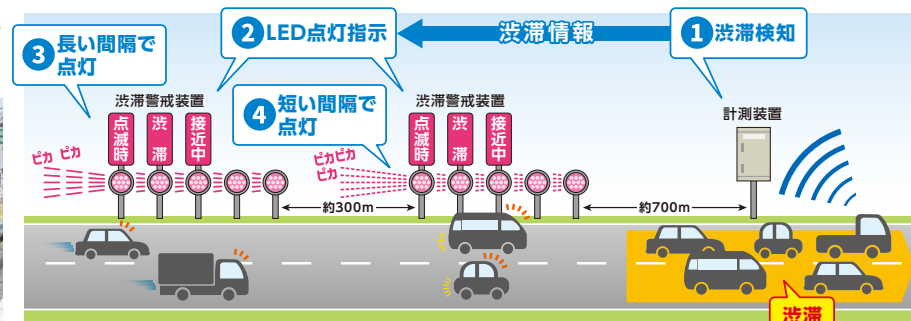 ③長い間隔で
点灯
②LED点灯指示
渋滞情報
①渋滞検知
渋滞警戒装置
点滅時
渋滞
接近中
ピカ ピカ
④短い間隔で
点灯
渋滞警戒装置
点滅時
渋滞
接近中
ピカピカ
ピカ
計測装置
約300m
約700m
渋滞